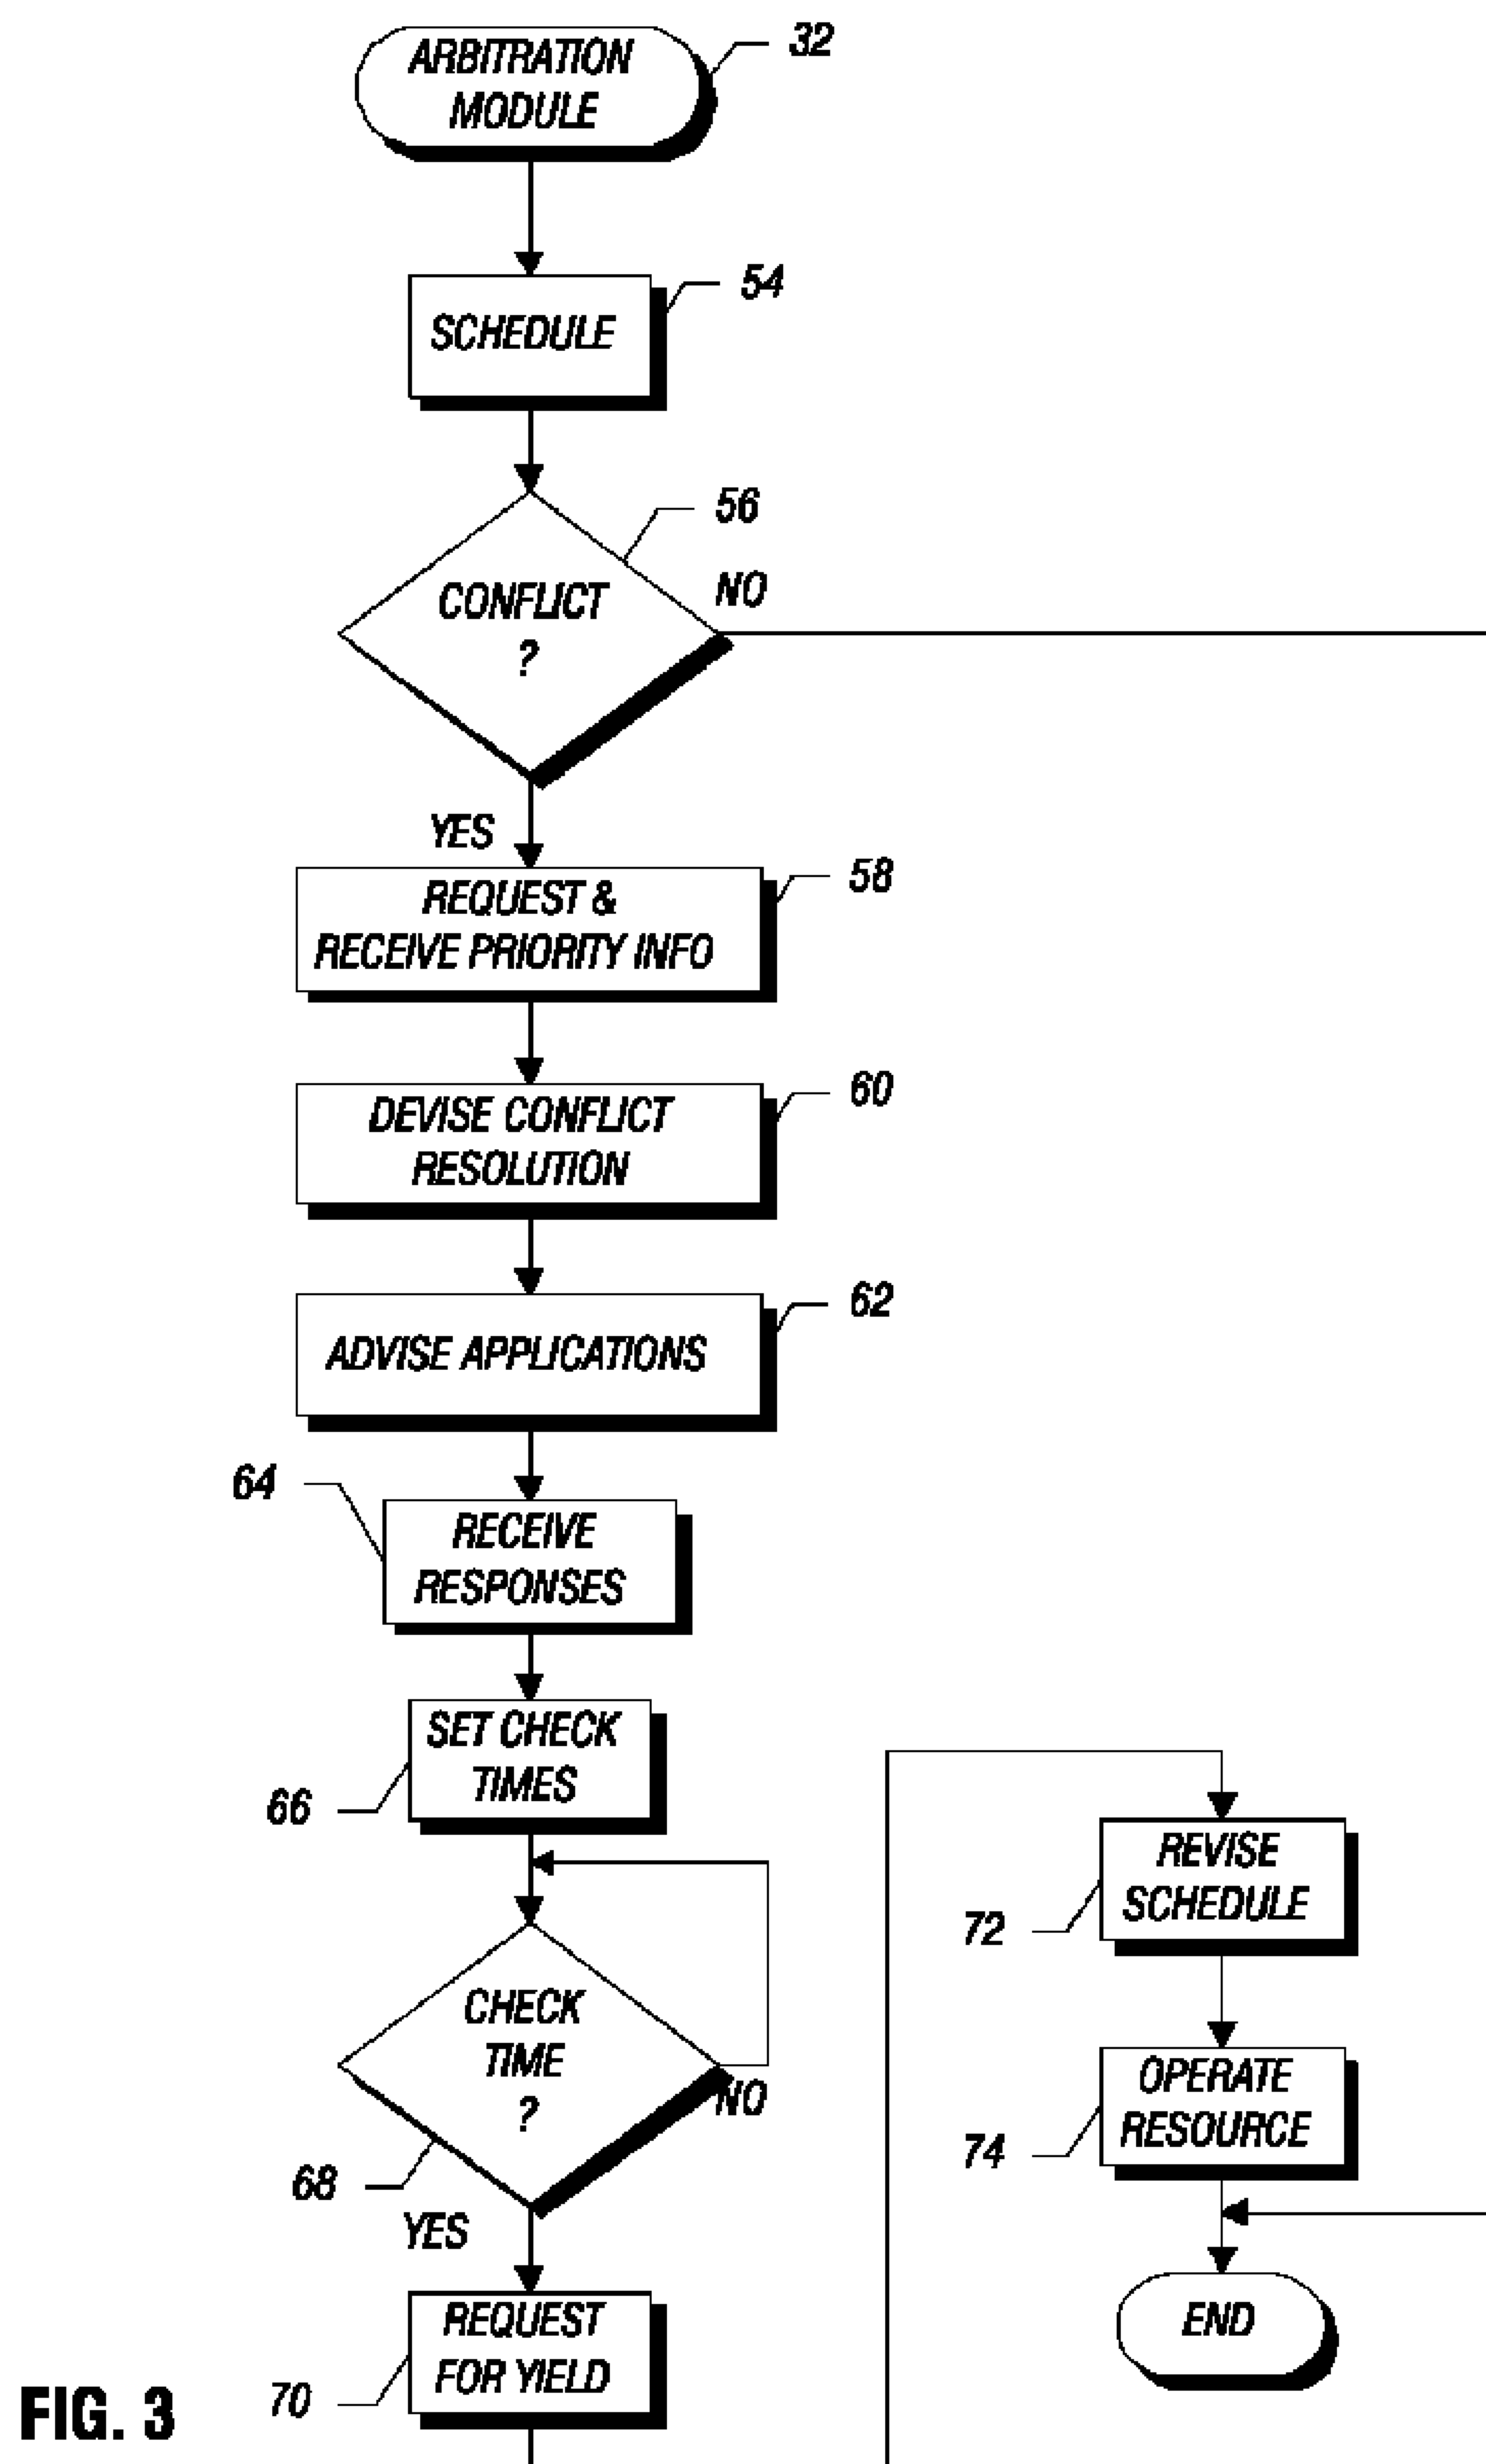 ARBITRATION
MODULE
32
SCHEDULE
54
56
CONFLICT
?
NO
YES
REQUEST &
RECEIVE PRIORITY INFO
58
DEVISE CONFLICT
RESOLUTION
60
ADVISE APPLICATIONS
62
64
RECEIVE
RESPONSES
SET CHECK
TIMES
66
CHECK
TIME
?
NO
68
YES
REQUEST
FOR YIELD
70
REVISE
SCHEDULE
72
OPERATE
RESOURCE
74
END
FIG. 3